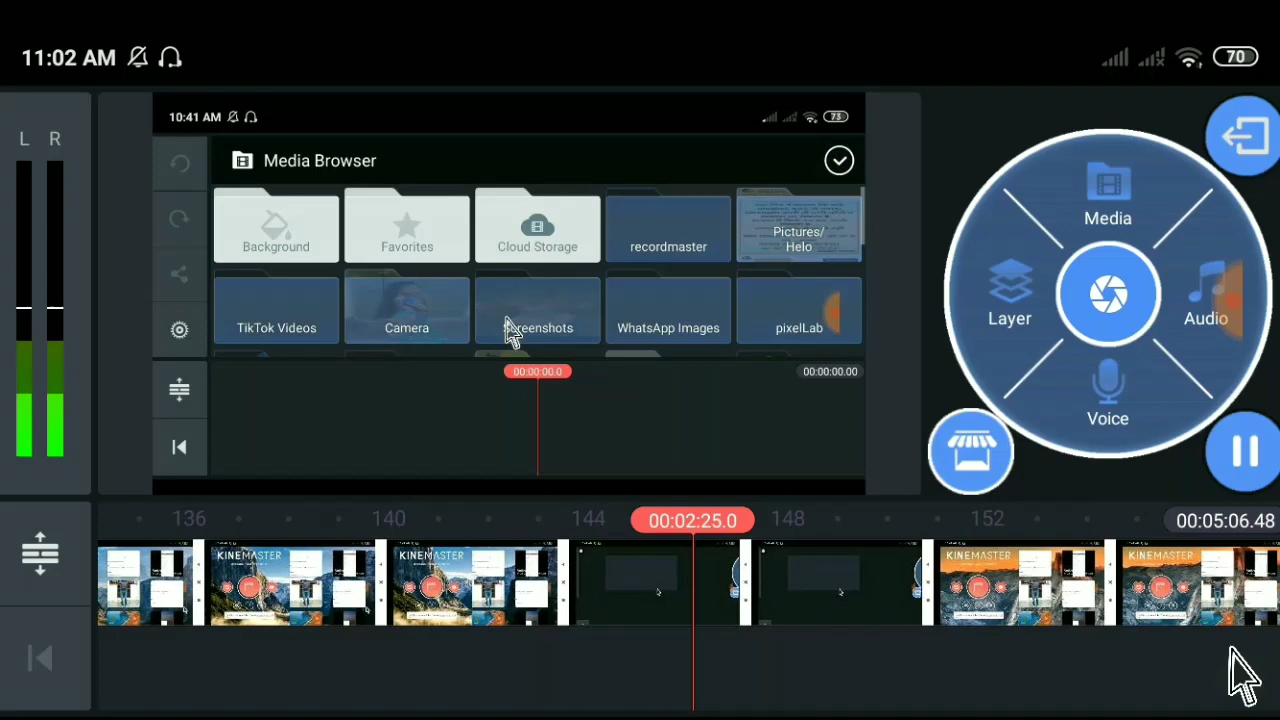 11:02 AM
70
L R
10:41 AM
73
Media Browser
Background
Favorites
Cloud Storage
recordmaster
Pictures/
Helo
TikTok Videos
Camera
Screenshots
WhatsApp Images
pixelLab
00:00:00.0
00:00:00.00
Media
Layer
Audio
Voice
136
140
144
00:02:25.0
148
152
00:05:06.48
KINEMASTER
KINEMASTER
KINEMASTER
KINEMASTER